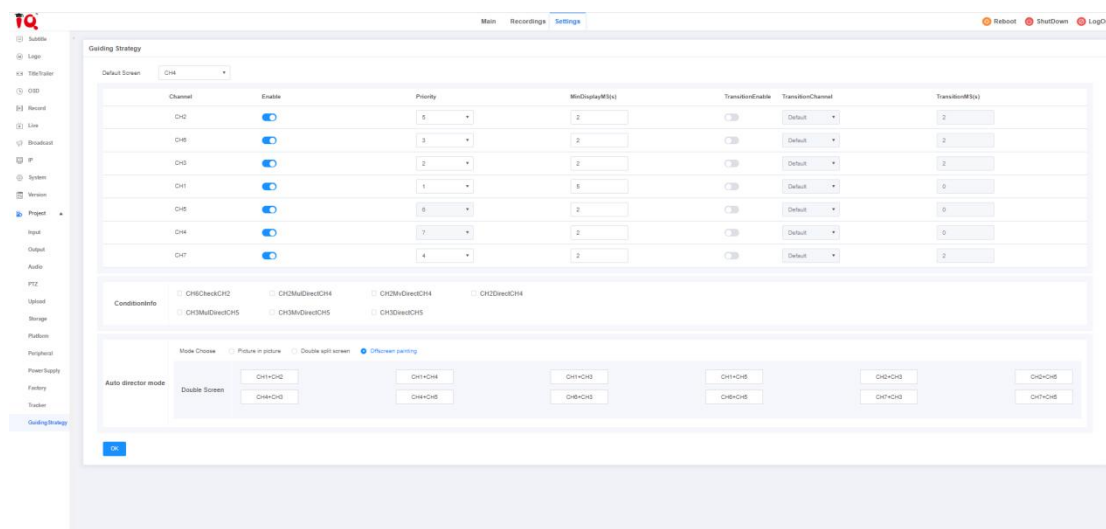 IQ
Main Recordings Settings
Reboot ShutDown LogO
Subtitle
Logo
TitleTrailer
OSD
Record
Live
Broadcast
IP
System
Version
Project
Input
Output
Audio
PTZ
Upload
Storage
Platform
Peripheral
Power Supply
Factory
Tracker
GuidingStrategy
Guiding Strategy
Default Screen CH4
Channel Enable Priority MinDisplayMS(s) TransitionEnable TransitionChannel TransitionMS(s)
CH2 5 2 Default 2
CH6 3 2 Default 2
CH3 2 2 Default 2
CH1 1 5 Default 0
CH5 6 2 Default 0
CH4 7 2 Default 0
CH7 4 2 Default 2
ConditionInfo
CH6CheckCH2 CH2MulDirectCH4 CH2MvDirectCH4 CH2DirectCH4
CH3MulDirectCH5 CH3MvDirectCH5 CH3DirectCH5
Auto director mode
Mode Choose Picture in picture Double split screen Offscreen painting
Double Screen
CH1+CH2 CH1+CH4 CH1+CH3 CH1+CH5 CH2+CH3 CH2+CH5
CH4+CH3 CH4+CH5 CH6+CH3 CH6+CH5 CH7+CH3 CH7+CH5
OK